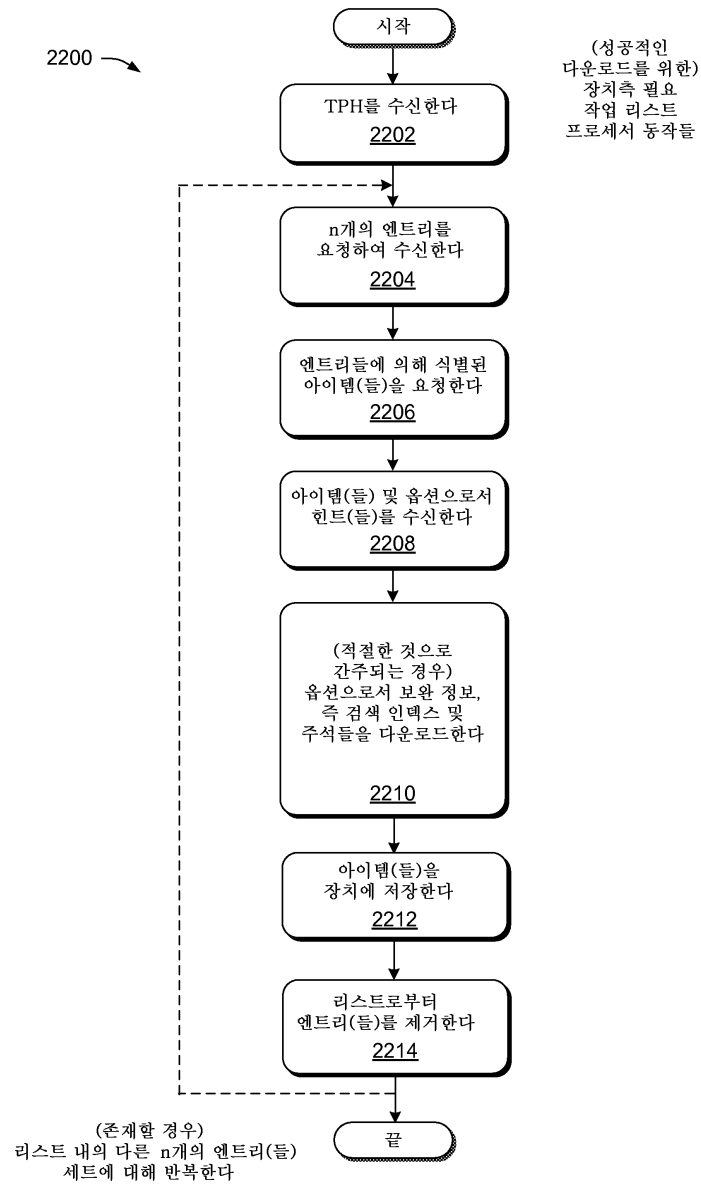 시작
2200
(성공적인
다운로드를 위한)
장치측 필요
작업 리스트
프로세서 동작들
TPH를 수신한다
2202
n개의 엔트리를
요청하여 수신한다
2204
엔트리들에 의해 식별된
아이템(들)을 요청한다
2206
아이템(들) 및 옵션으로서
힌트(들)를 수신한다
2208
(적절한 것으로
간주되는 경우)
옵션으로서 보완 정보,
즉 검색 인덱스 및
주석들을 다운로드한다
2210
아이템(들)을
장치에 저장한다
2212
리스트로부터
엔트리(들)를 제거한다
2214
(존재할 경우)
리스트 내의 다른 n개의 엔트리(들)
세트에 대해 반복한다
끝